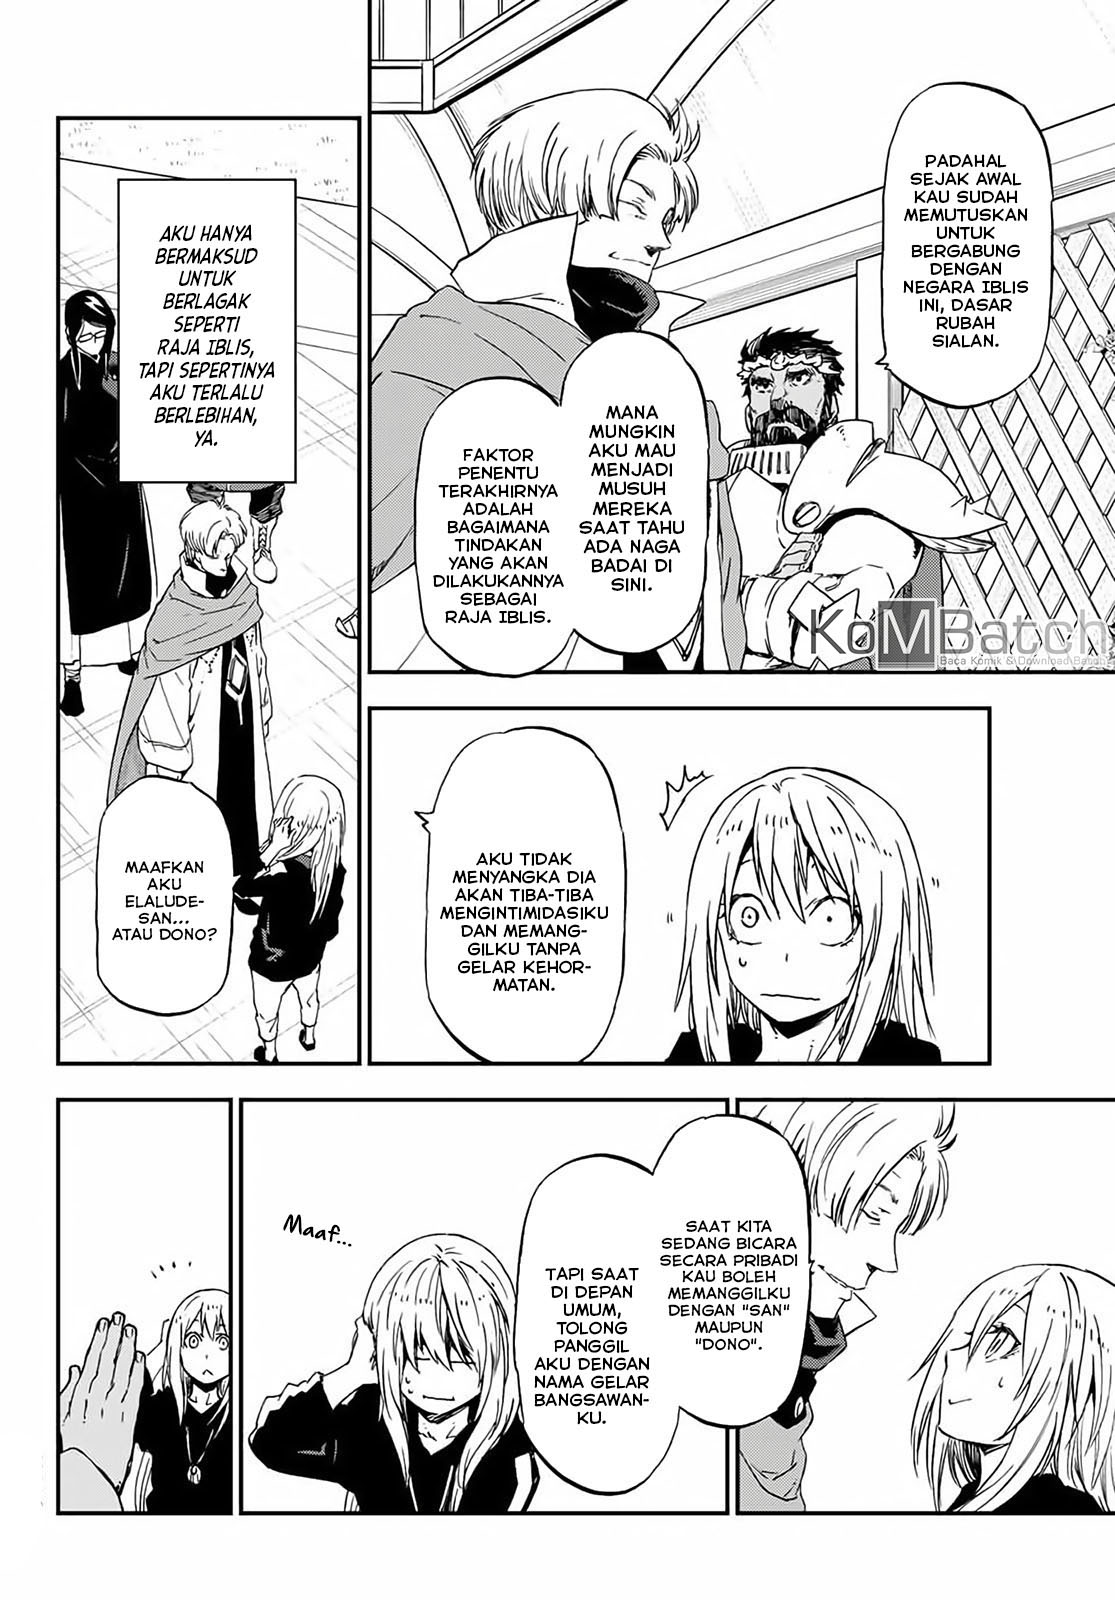 PADAHAL
SEJAK AWAL
KAU SUDAH
MEMUTUSKAN
UNTUK
BERGABUNG
DENGAN
NEGARA IBLIS
INI, DASAR
RUBAH
SIALAN.
MANA
MUNGKIN
AKU MAU
MENJADI
MUSUH
MEREKA
SAAT TAHU
ADA NAGA
BADAI DI
SINI.
FAKTOR
PENENTU
TERAKHIRNYA
ADALAH
BAGAIMANA
TINDAKAN
YANG AKAN
DILAKUKANNYA
SEBAGAI
RAJA IBLIS.
KoMBatch
Baca Komik & Download Batch
AKU HANYA
BERMAKSUD
UNTUK
BERLAGAK
SEPERTI
RAJA IBLIS,
TAPI SEPERTINYA
AKU TERLALU
BERLEBIHAN,
YA.
MAAFKAN
AKU
ELALUDE-
SAN...
ATAU DONO?
AKU TIDAK
MENYANGKA DIA
AKAN TIBA-TIBA
MENGINTIMIDASIKU
DAN MEMANG-
GILKU TANPA
GELAR KEHOR-
MATAN.
SAAT KITA
SEDANG BICARA
SECARA PRIBADI
KAU BOLEH
MEMANGGILKU
DENGAN "SAN"
MAUPUN
"DONO".
TAPI SAAT
DI DEPAN
UMUM,
TOLONG
PANGGIL
AKU DENGAN
NAMA GELAR
BANGSAWAN-
KU.
Maaf...